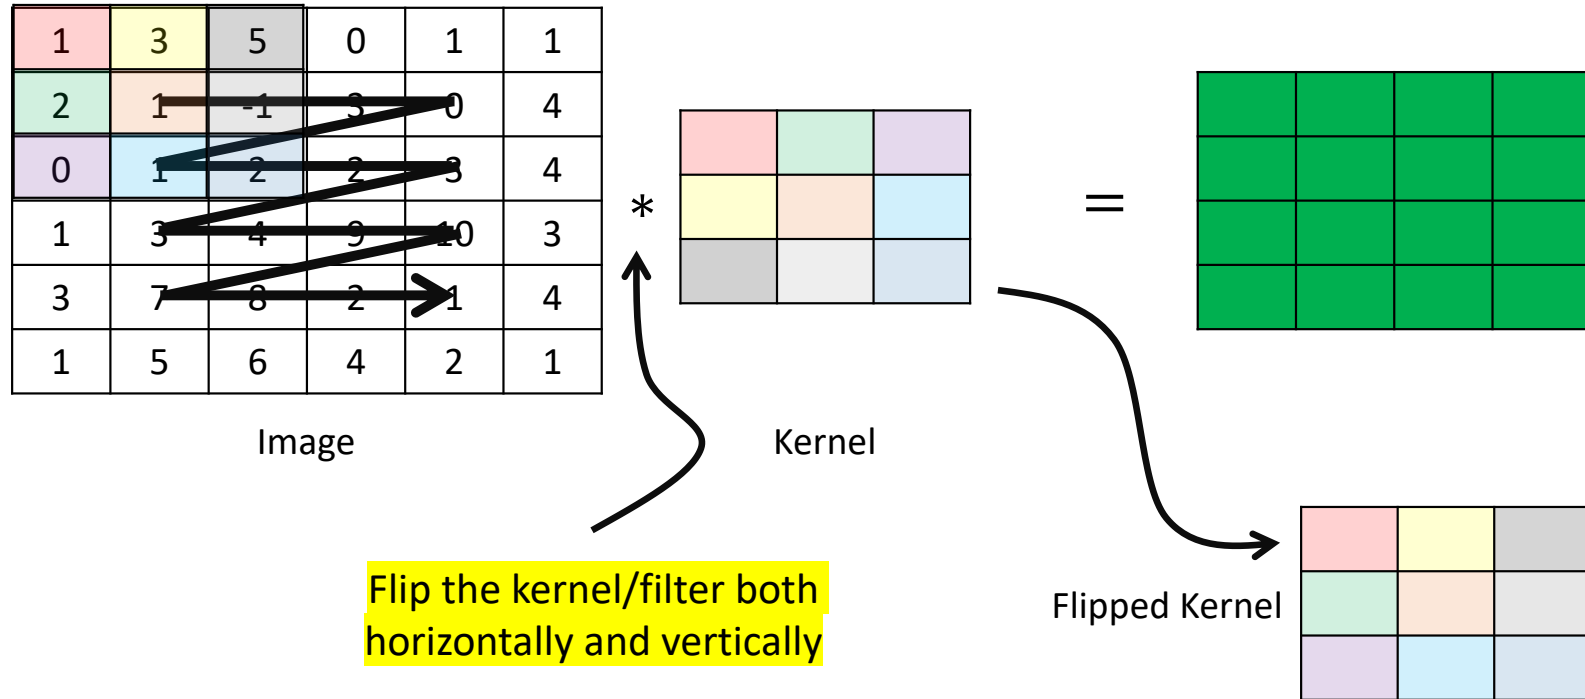 1 3 5 0 1 1
2 1 -1 3 0 4
0 1 2 2 3 4
1 3 4 9 10 3
3 7 8 2 1 4
1 5 6 4 2 1
*
=
Image
Kernel
Flip the kernel/filter both
horizontally and vertically
Flipped Kernel